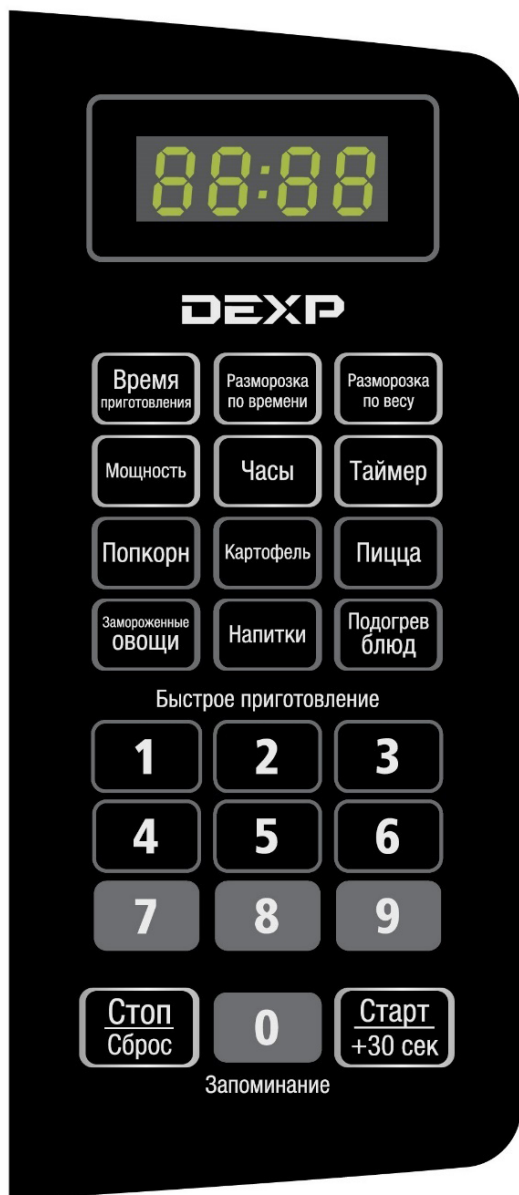 88:88
DEXP
Время
приготовления
Разморозка
по времени
Разморозка
по весу
Мощность
Часы
Таймер
Попкорн
Картофель
Пицца
Замороженные
овощи
Напитки
Подогрев
блюд
Быстрое приготовление
1
2
3
4
5
6
7
8
9
Стоп
Сброс
0
Старт
+30 сек
Запоминание